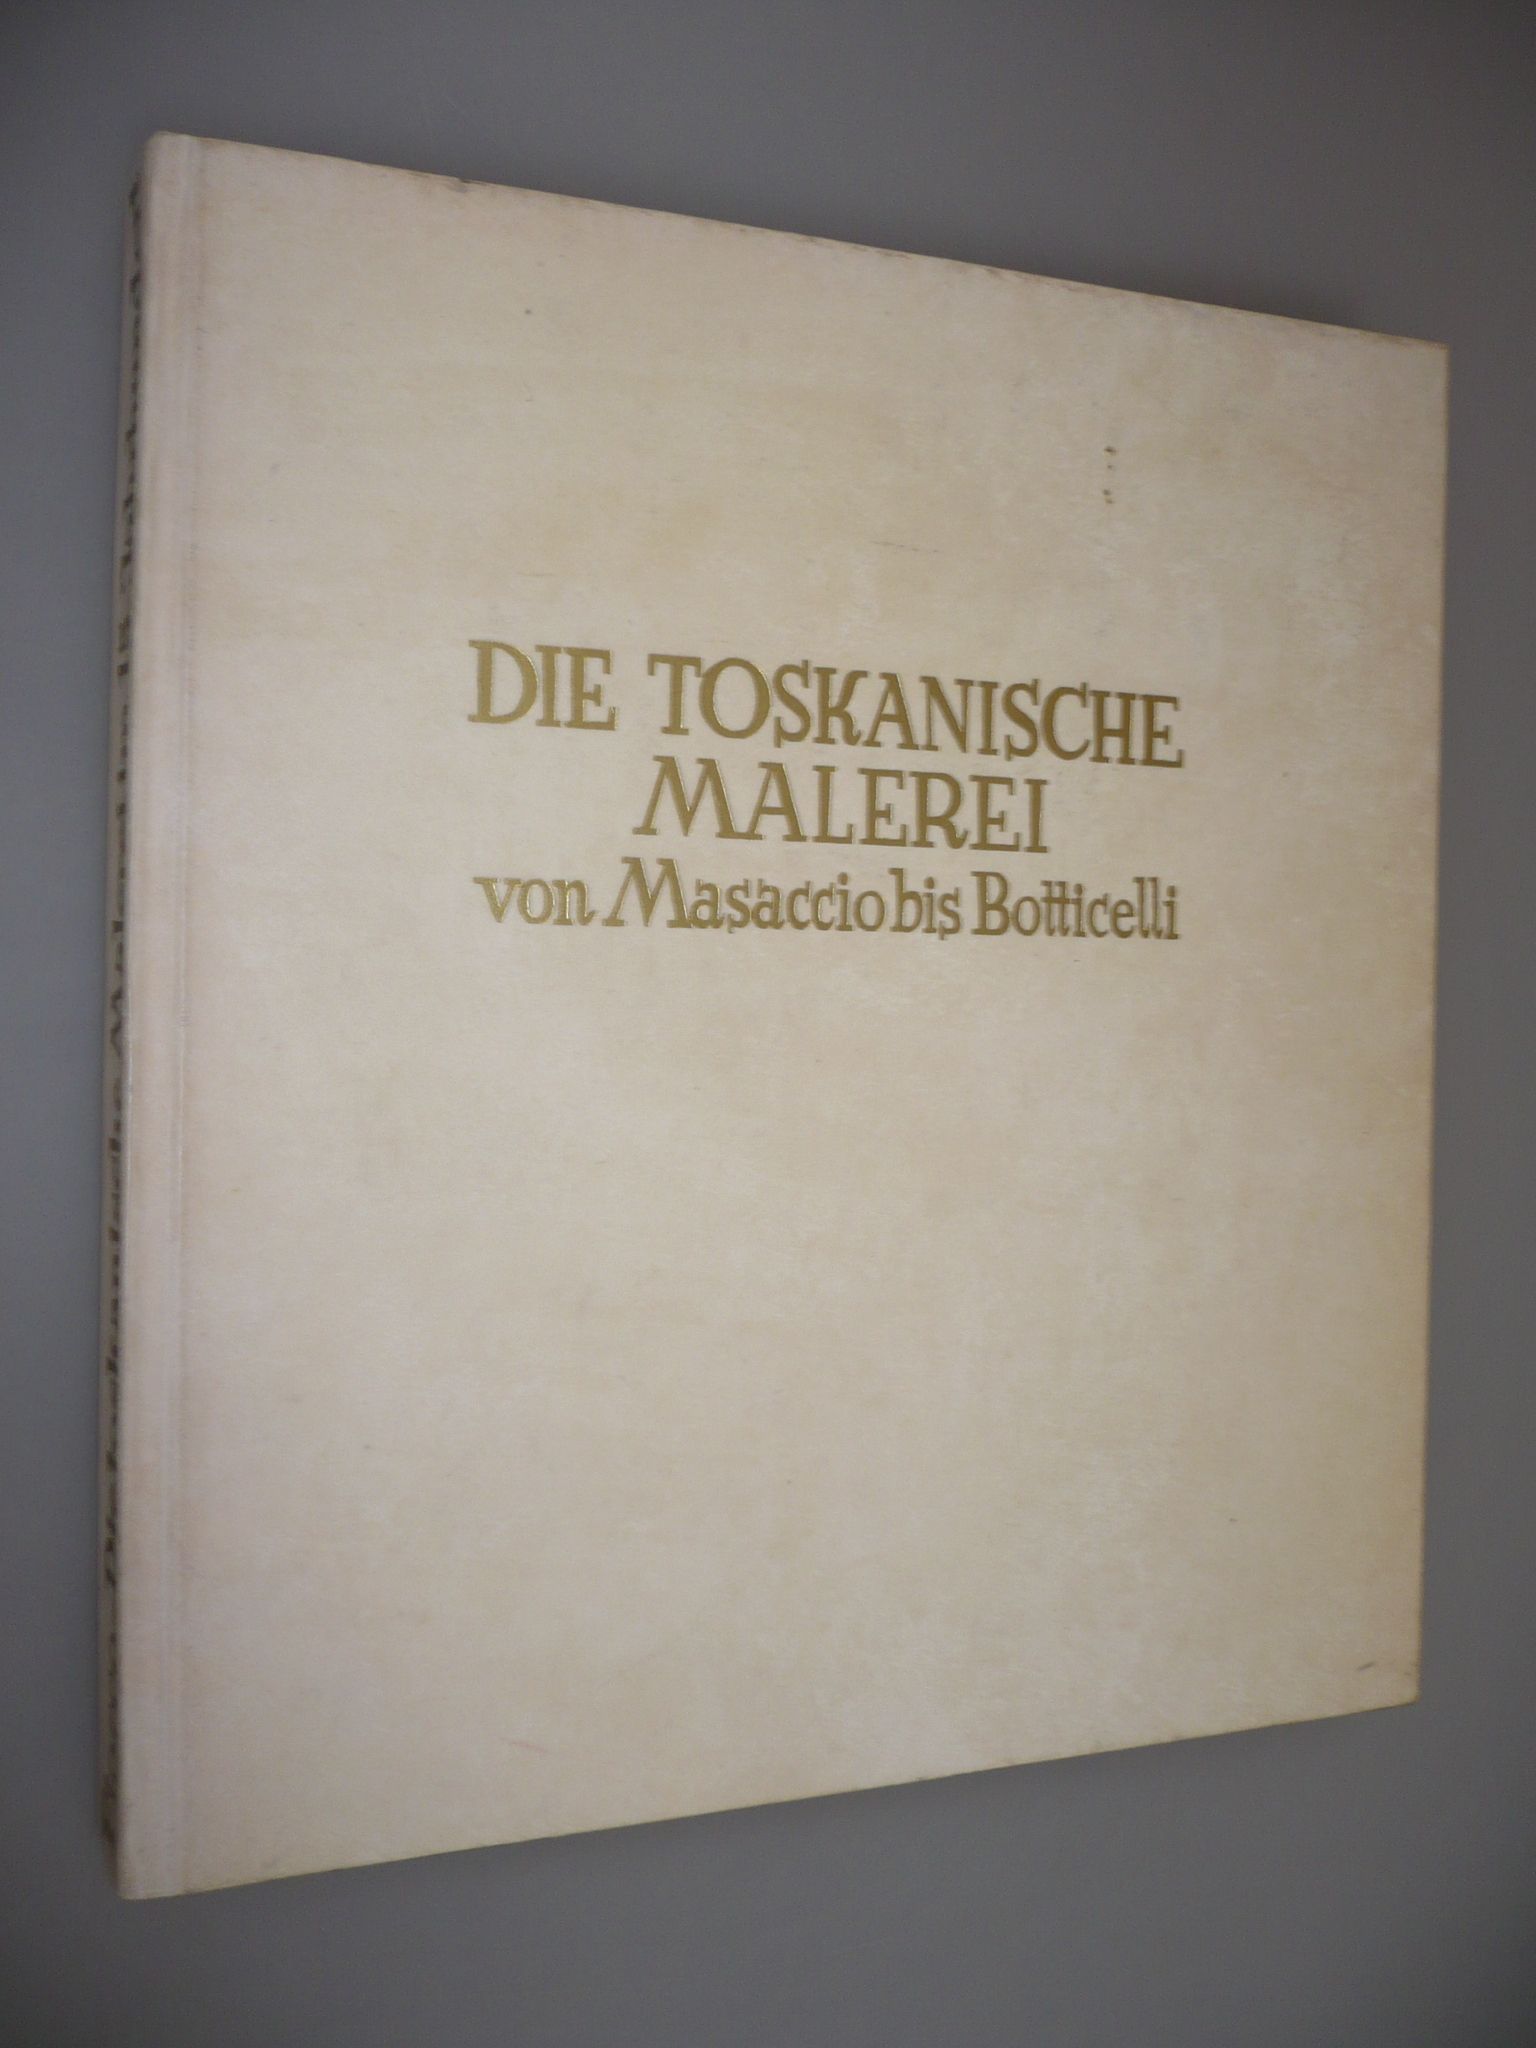 DIE TOSKANISCHE
MALEREI
von Masaccio bis Botticelli